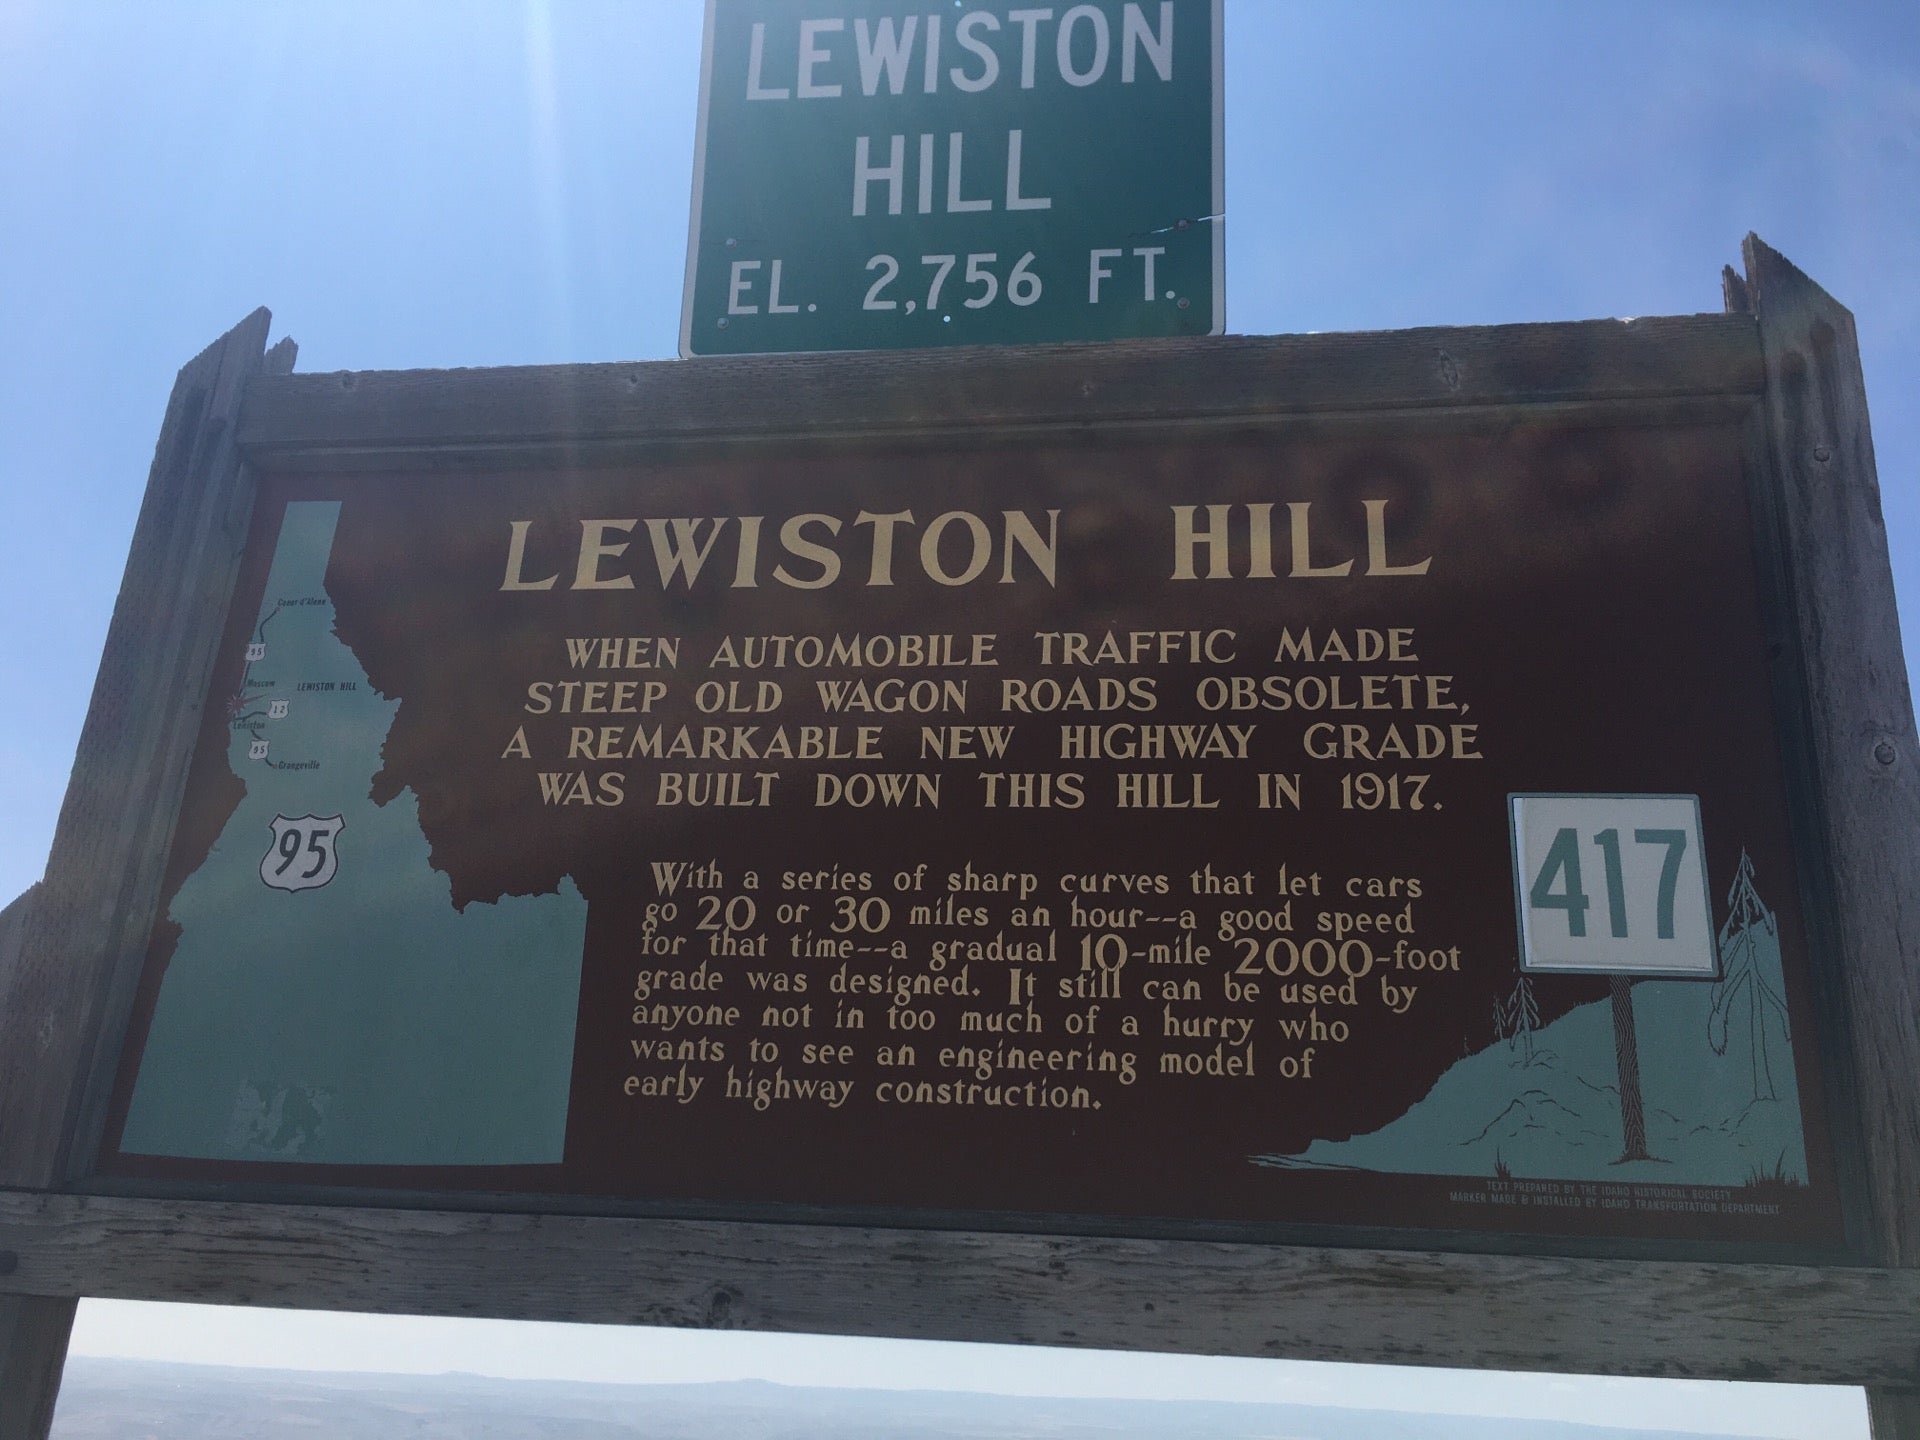 LEWISTON
HILL
EL. 2,756 FT.
LEWISTON HILL
WHEN AUTOMOBILE TRAFFIC MADE
STEEP OLD WAGON ROADS OBSOLETE,
A REMARKABLE NEW HIGHWAY GRADE
WAS BUILT DOWN THIS HILL IN 1917.
With a series of sharp curves that let cars
go 20 or 30 miles an hour--a good speed
for that time--a gradual 10-mile 2000-foot
grade was designed. It still can be used by
anyone not in too much of a hurry who
wants to see an engineering model of
early highway construction.
Coeur d'Alene
95
Moscow
LEWISTON HILL
12
Lewiston
95
Grangeville
95
417
TEXT PREPARED BY THE IDAHO HISTORICAL SOCIETY
MARKER MADE & INSTALLED BY IDAHO TRANSPORTATION DEPARTMENT